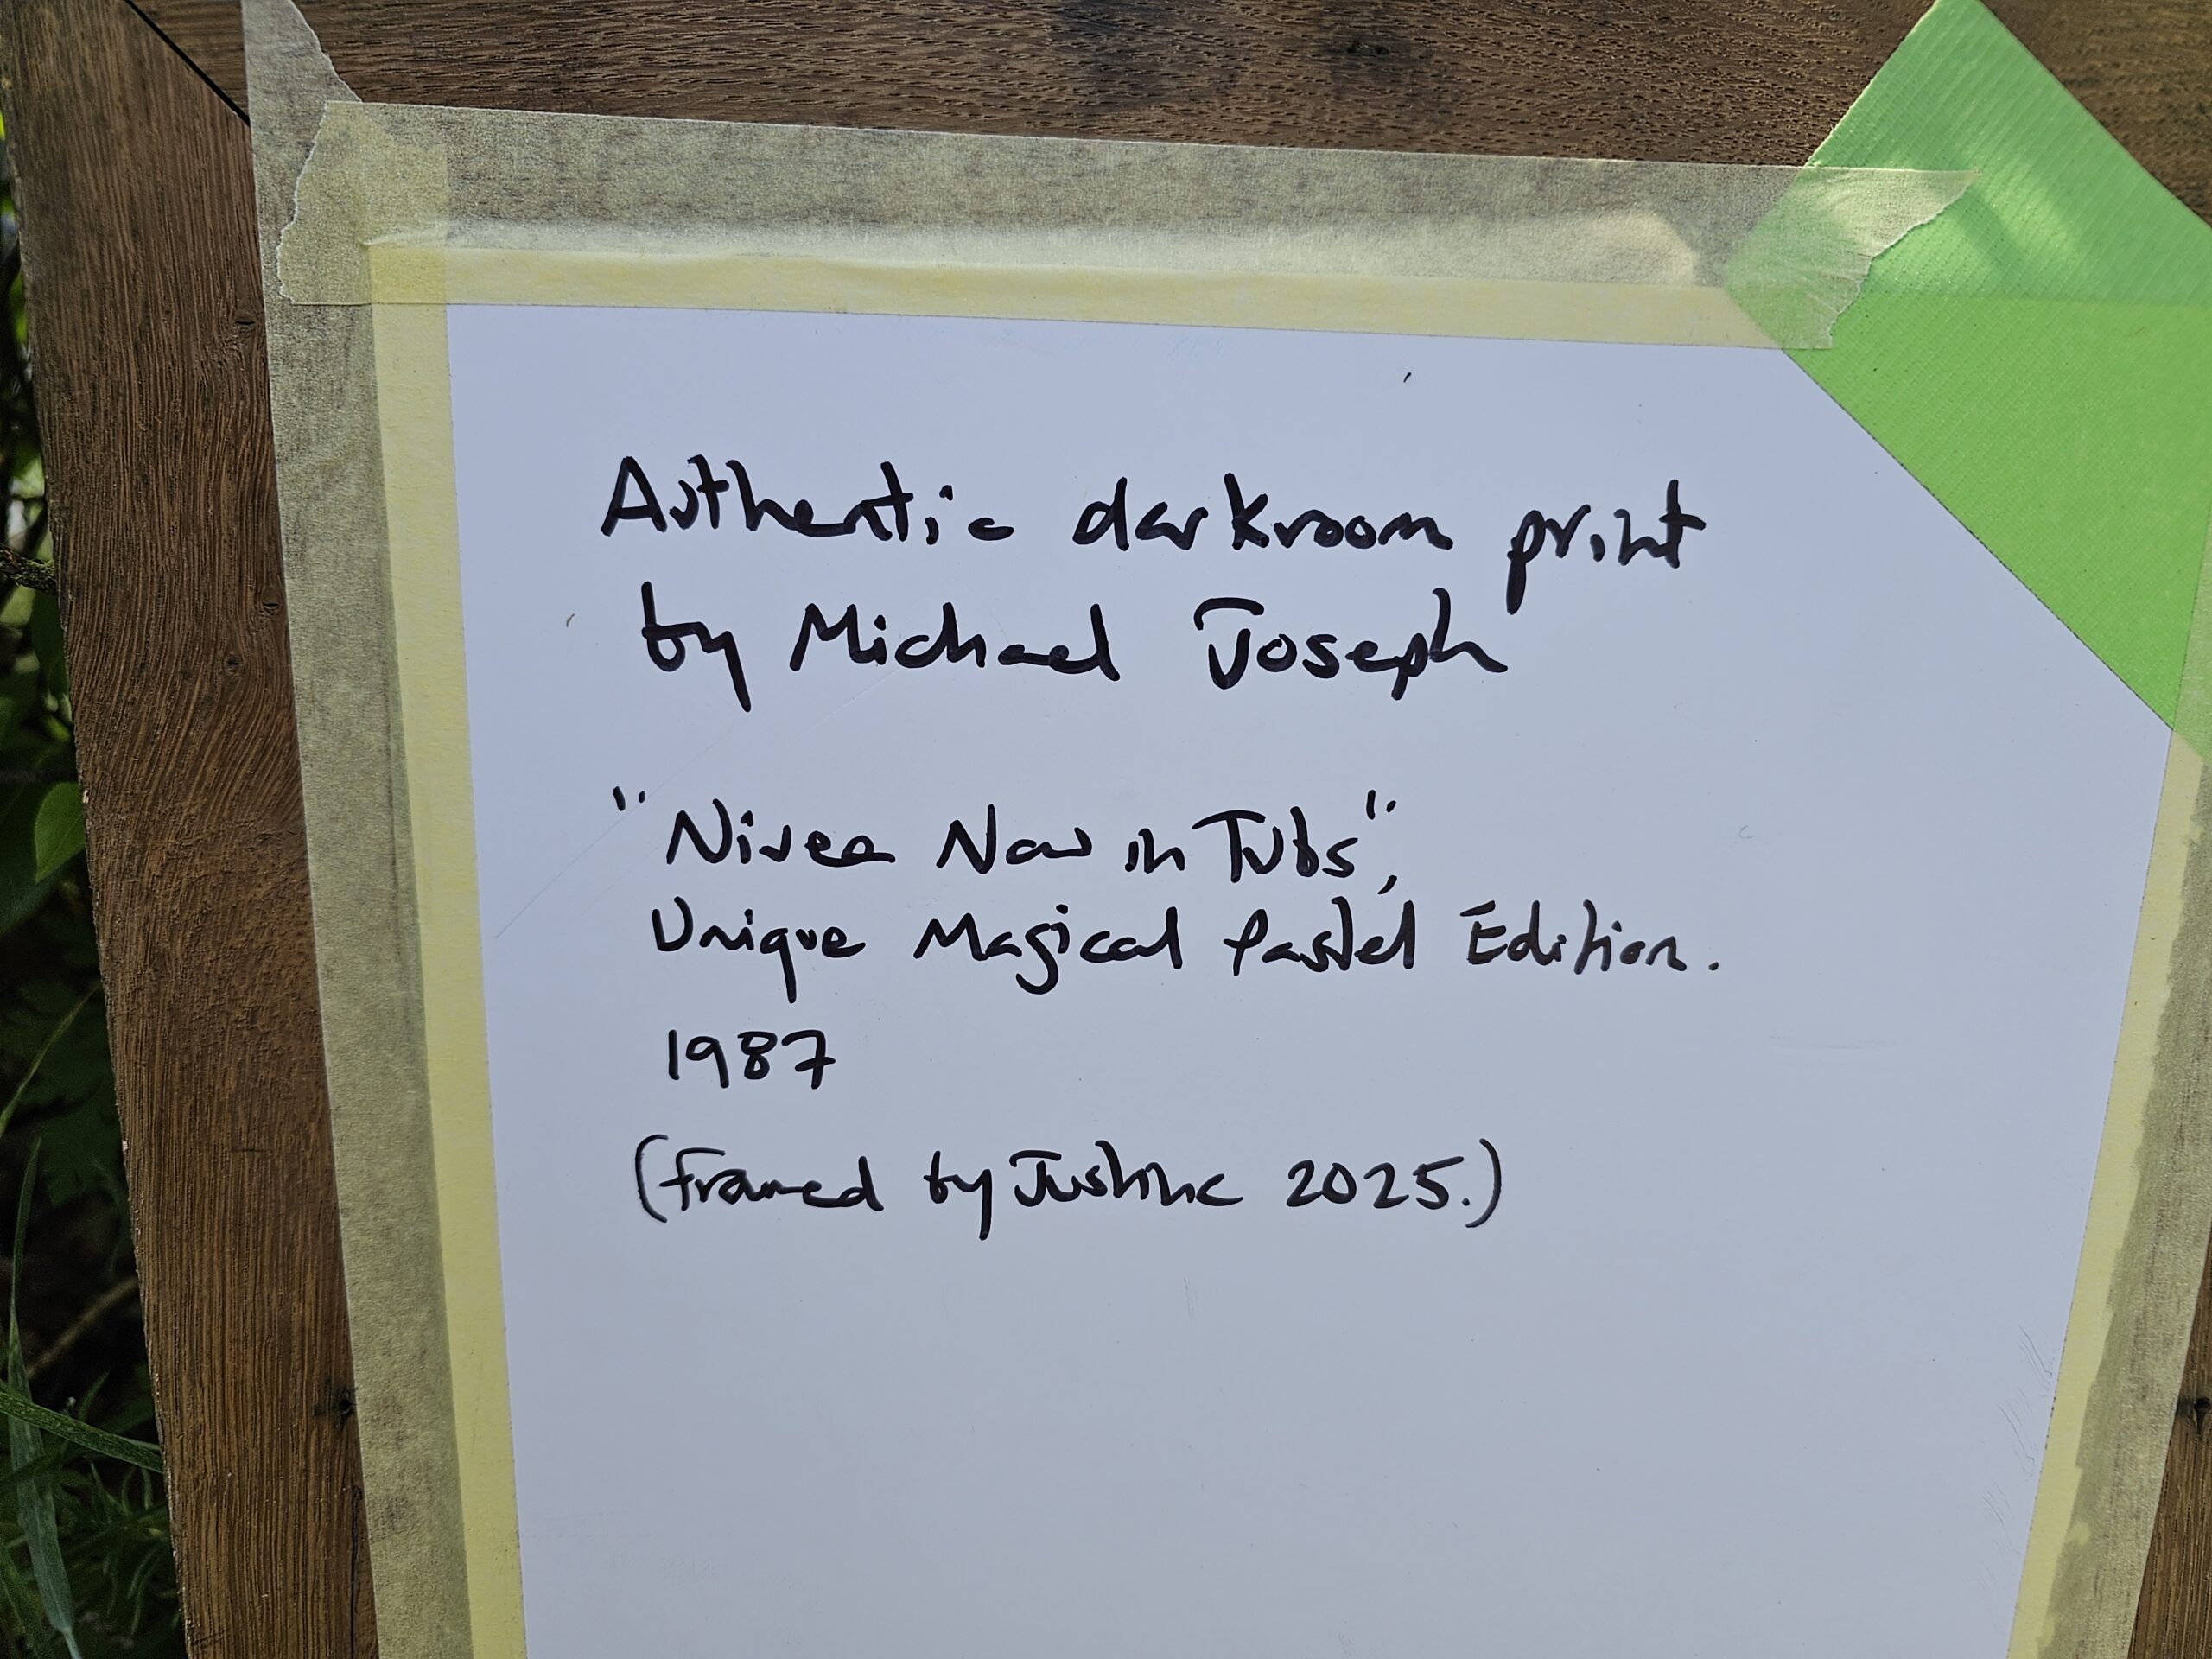 Authentic darkroom print
by Michael Joseph
"Nivea Now in Tubs",
Unique Magical Pastel Edition.
1987
(framed by Justine 2025.)